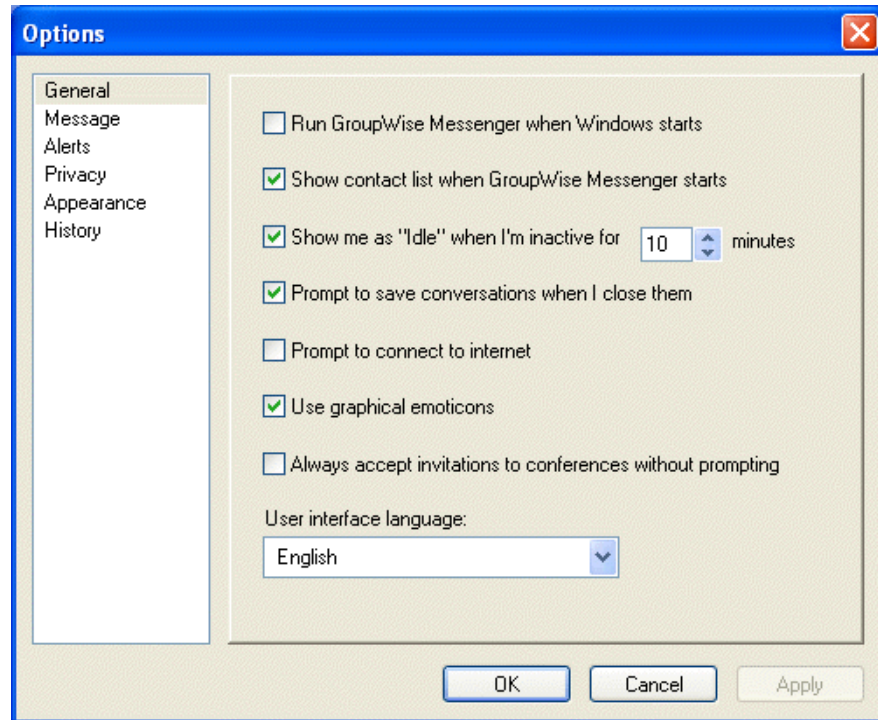 Options
General
Message
Alerts
Privacy
Appearance
History
Run GroupWise Messenger when Windows starts
Show contact list when GroupWise Messenger starts
Show me as "Idle" when I'm inactive for 10 minutes
Prompt to save conversations when I close them
Prompt to connect to internet
Use graphical emoticons
Always accept invitations to conferences without prompting
User interface language:
English
OK Cancel Apply